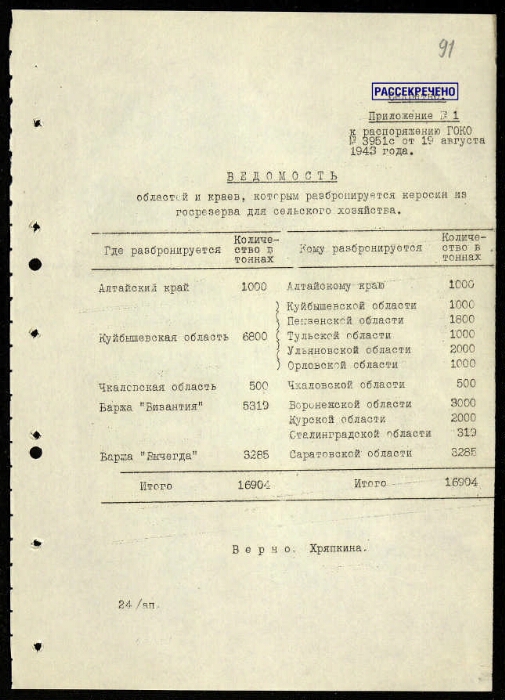 91
РАССЕКРЕЧЕНО
Приложение № 1
к распоряжению ГОКО
№ 3951с от 19 августа
1943 года.
ВЕДОМОСТЬ
областей и краев, которым разбронируется керосин из
госрезерва для сельского хозяйства.
Где разбронируется Количество в тоннах Кому разбронируется Количество в тоннах
Алтайский край 1000 Алтайскому краю 1000
Куйбышевская область 6800 Куйбышевской области 1000
Пензенской области 1800
Тульской области 1000
Ульяновской области 2000
Орловской области 1000
Чкаловская область 500 Чкаловской области 500
Баржа "Византия" 5319 Воронежской области 3000
Курской области 2000
Сталинградской области 319
Баржа "Вычегда" 3285 Саратовской области 3285
Итого 16904 Итого 16904
Верно. Хряпкина.
24/ап.